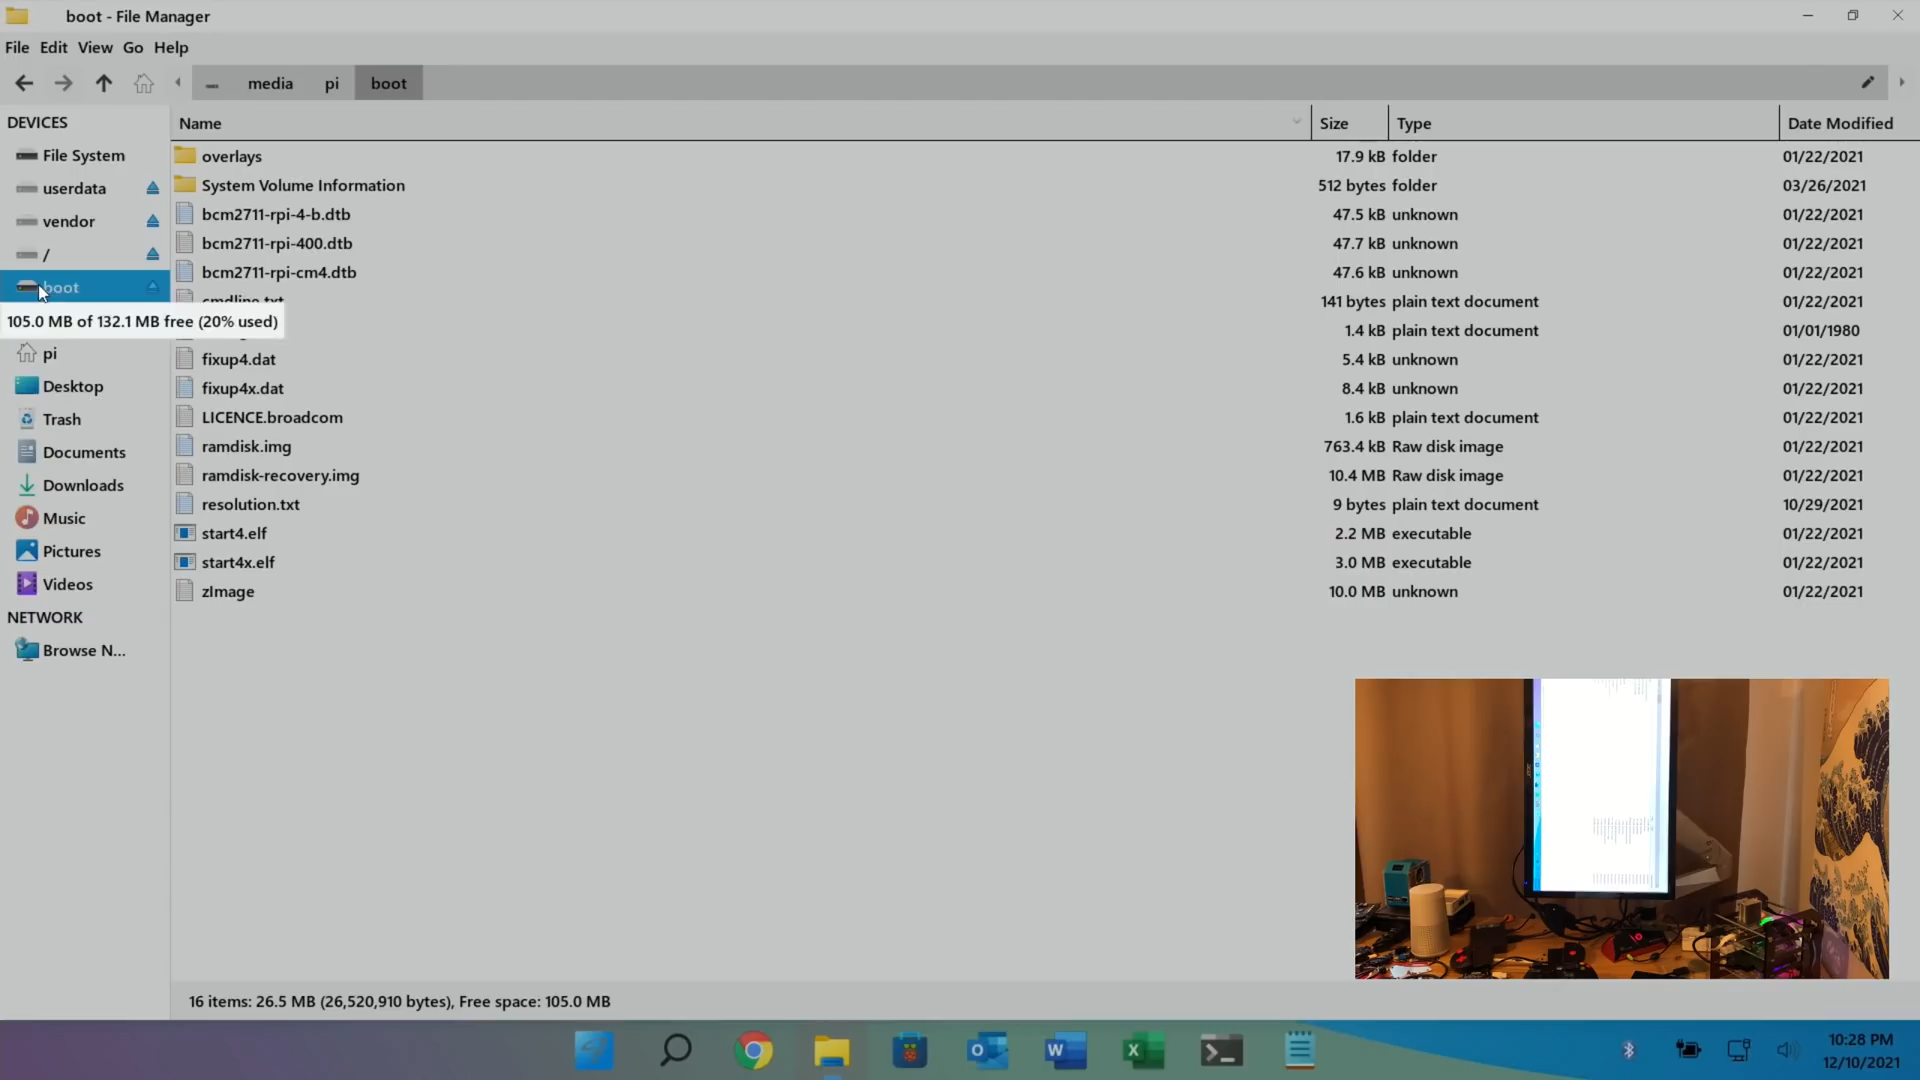 boot - File Manager
File Edit View Go Help
media pi boot
DEVICES
File System
userdata
vendor
/
boot
105.0 MB of 132.1 MB free (20% used)
pi
Desktop
Trash
Documents
Downloads
Music
Pictures
Videos
NETWORK
Browse N...
Name Size Type Date Modified
overlays 17.9 kB folder 01/22/2021
System Volume Information 512 bytes folder 03/26/2021
bcm2711-rpi-4-b.dtb 47.5 kB unknown 01/22/2021
bcm2711-rpi-400.dtb 47.7 kB unknown 01/22/2021
bcm2711-rpi-cm4.dtb 47.6 kB unknown 01/22/2021
cmdline.txt 141 bytes plain text document 01/22/2021
1.4 kB plain text document 01/01/1980
fixup4.dat 5.4 kB unknown 01/22/2021
fixup4x.dat 8.4 kB unknown 01/22/2021
LICENCE.broadcom 1.6 kB plain text document 01/22/2021
ramdisk.img 763.4 kB Raw disk image 01/22/2021
ramdisk-recovery.img 10.4 MB Raw disk image 01/22/2021
resolution.txt 9 bytes plain text document 10/29/2021
start4.elf 2.2 MB executable 01/22/2021
start4x.elf 3.0 MB executable 01/22/2021
zImage 10.0 MB unknown 01/22/2021
16 items: 26.5 MB (26,520,910 bytes), Free space: 105.0 MB
10:28 PM
12/10/2021